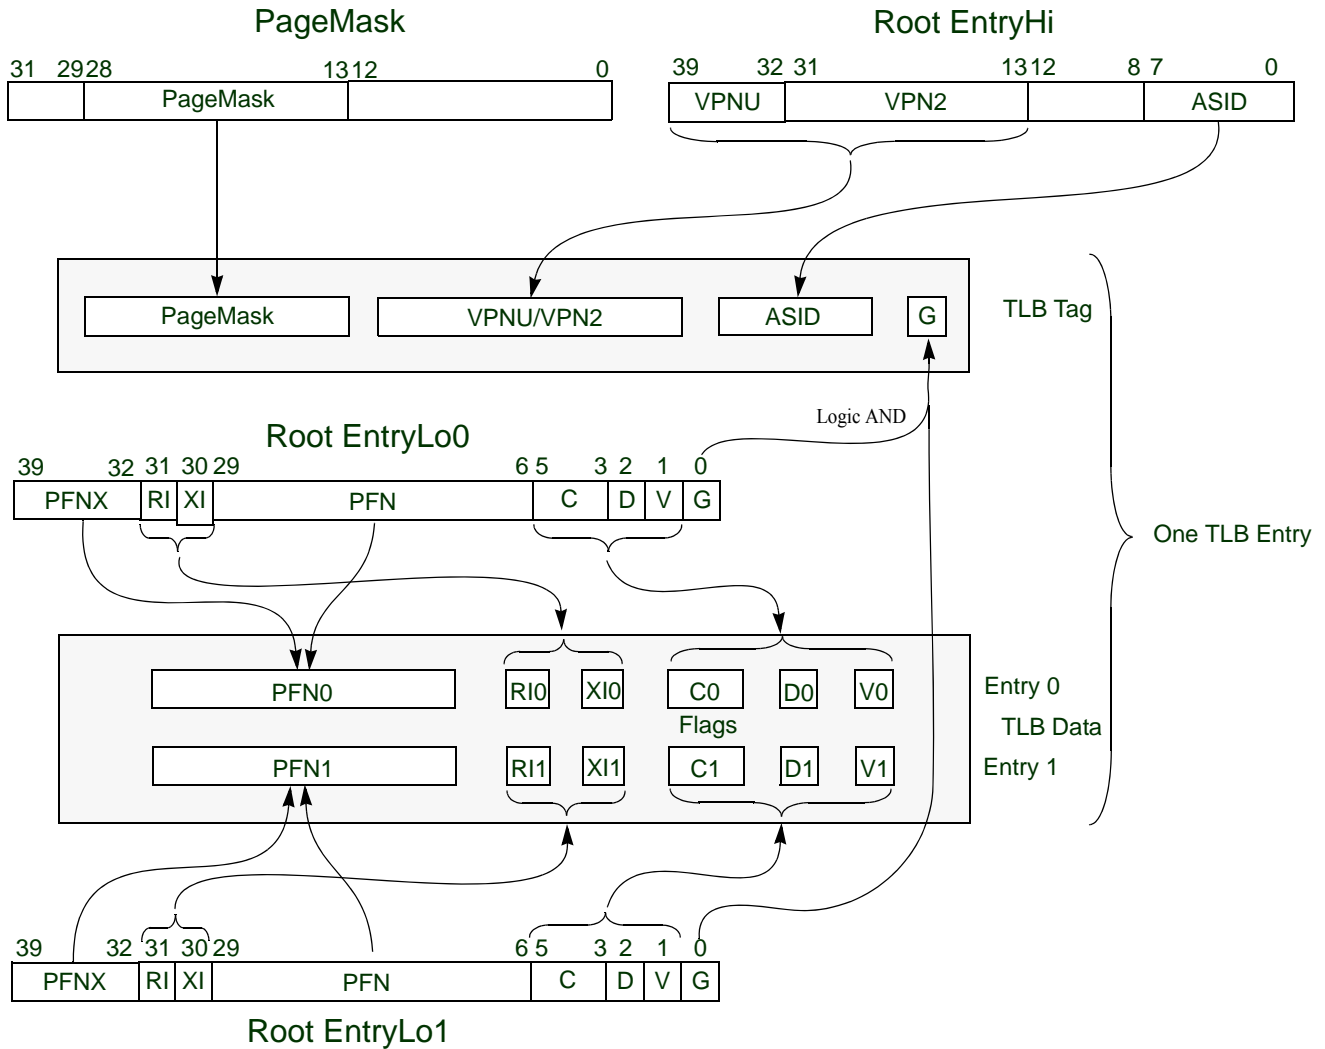 PageMask Root EntryHi
31 29 28 13 12 0 39 32 31 13 12 8 7 0
PageMask VPNU VPN2 ASID
PageMask VPNU/VPN2 ASID G TLB Tag
Logic AND
Root EntryLo0
39 32 31 30 29 6 5 3 2 1 0
PFNX RI XI PFN C D V G
One TLB Entry
PFN0 RI0 XI0 C0 D0 V0 Entry 0
Flags TLB Data
PFN1 RI1 XI1 C1 D1 V1 Entry 1
39 32 31 30 29 6 5 3 2 1 0
PFNX RI XI PFN C D V G
Root EntryLo1